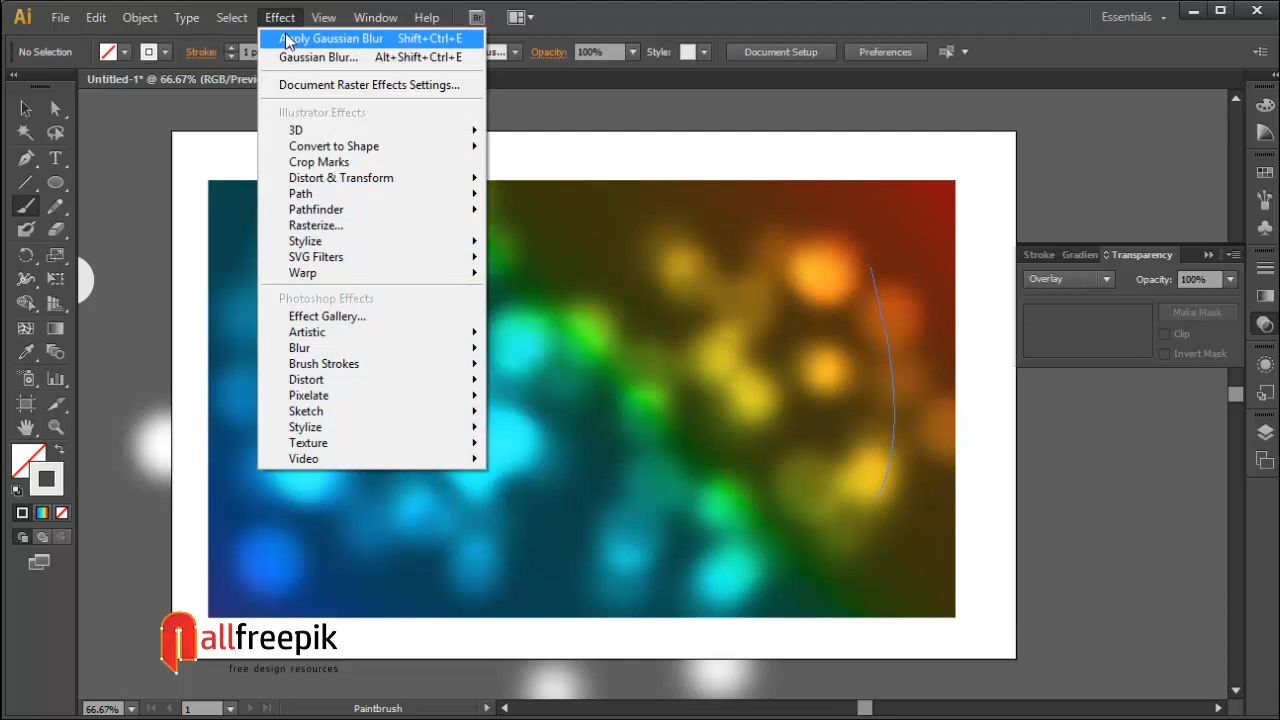 Ai File Edit Object Type Select Effect View Window Help Br Essentials
No Selection Stroke: 1 p Opacity: 100% Style: Document Setup Preferences
Untitled-1* @ 66.67% (RGB/Previ
Apply Gaussian Blur Shift+Ctrl+E
Gaussian Blur... Alt+Shift+Ctrl+E
Document Raster Effects Settings...
Illustrator Effects
3D
Convert to Shape
Crop Marks
Distort & Transform
Path
Pathfinder
Rasterize...
Stylize
SVG Filters
Warp
Photoshop Effects
Effect Gallery...
Artistic
Blur
Brush Strokes
Distort
Pixelate
Sketch
Stylize
Texture
Video
Stroke Gradien Transparency
Overlay Opacity: 100%
Make Mask
Clip
Invert Mask
allfreepik
free design resources
66.67% 1 Paintbrush